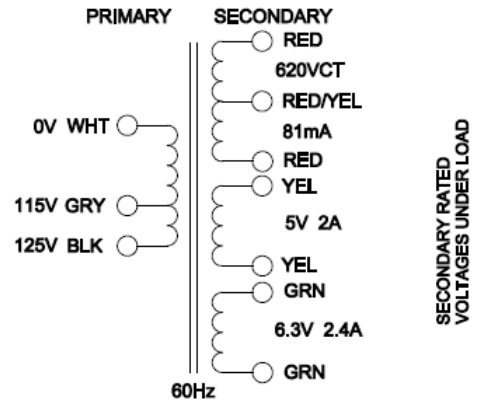 PRIMARY SECONDARY
RED
620VCT
RED/YEL
81mA
RED
0V WHT
115V GRY
125V BLK
YEL
5V 2A
YEL
GRN
6.3V 2.4A
GRN
60Hz
SECONDARY RATED
VOLTAGES UNDER LOAD